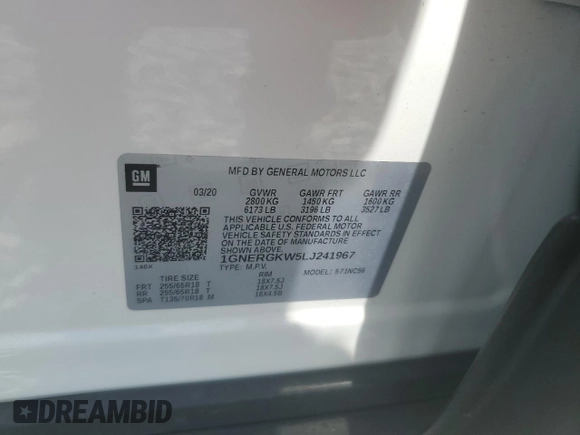 GM
MFD BY GENERAL MOTORS LLC
03/20 GVWR GAWR FRT GAWR RR
2800 KG 1450 KG 1600 KG
6173 LB 3196 LB 3527 LB
THIS VEHICLE CONFORMS TO ALL
APPLICABLE U.S. FEDERAL MOTOR
VEHICLE SAFETY STANDARDS IN EFFECT
ON THE DATE OF MANUFACTURE
SHOWN ABOVE.
1GNERGKW5LJ241967
TYPE: M.P.V. MODEL:
TIRE SIZE RIM
FRT 255/65R18 T 18X7.5J
RR 255/65R18 T 18X7.5J
SPA T135/70R18 M 18X4.5B
DREAMBID